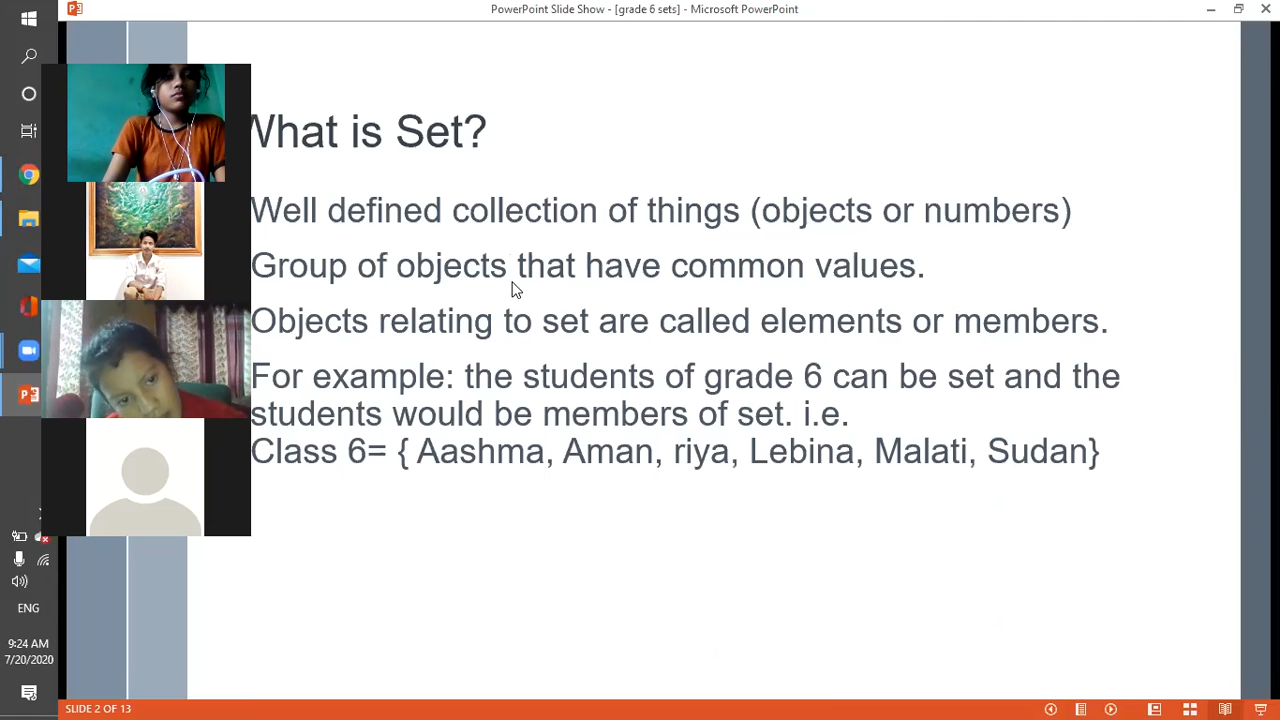 PowerPoint Slide Show - [grade 6 sets] - Microsoft PowerPoint
What is Set?
Well defined collection of things (objects or numbers)
Group of objects that have common values.
Objects relating to set are called elements or members.
For example: the students of grade 6 can be set and the
students would be members of set. i.e.
Class 6= { Aashma, Aman, riya, Lebina, Malati, Sudan}
ENG
9:24 AM
7/20/2020
SLIDE 2 OF 13